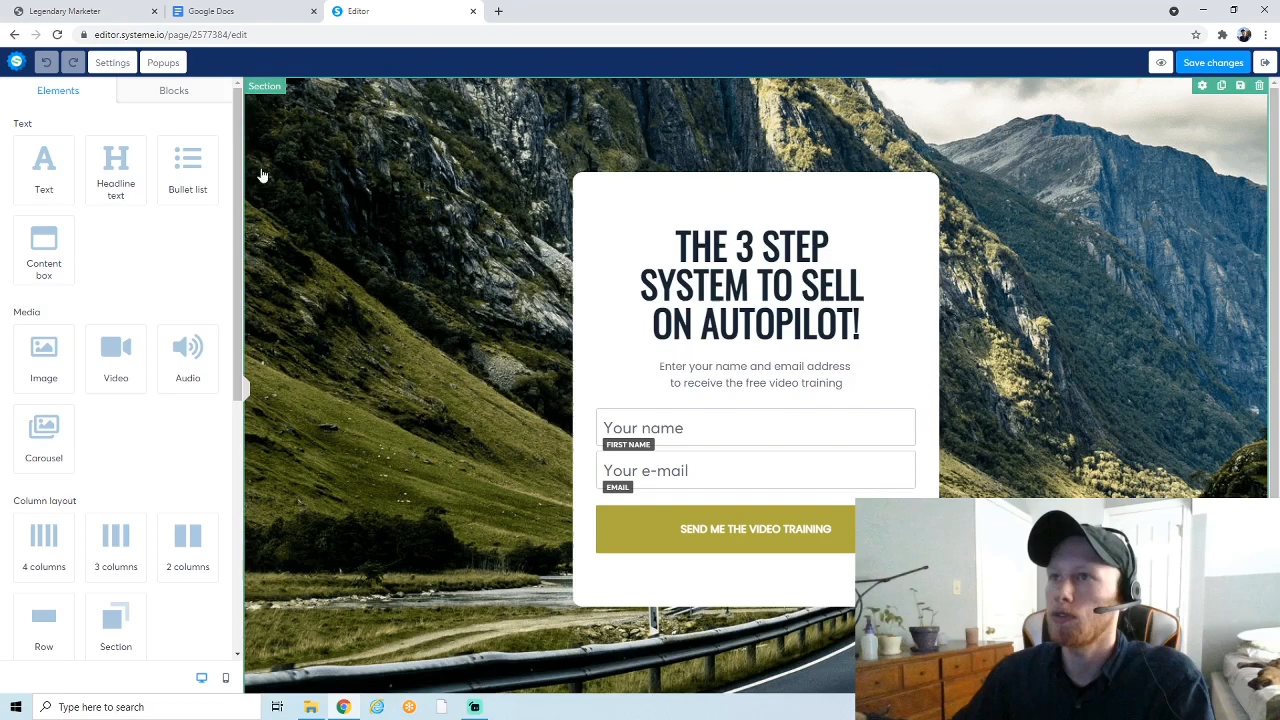 Legendary Marketer
Google Docs
Editor
editor.systeme.io/page/2577384/edit
Settings
Popups
Save changes
Elements
Blocks
Section
Text
Text
Headline
text
Bullet list
Content
box
Media
Image
Video
Audio
Carousel
Column layout
4 columns
3 columns
2 columns
Row
Section
THE 3 STEP
SYSTEM TO SELL
ON AUTOPILOT!
Enter your name and email address
to receive the free video training
Your name
FIRST NAME
Your e-mail
EMAIL
SEND ME THE VIDEO TRAINING
Type here to search